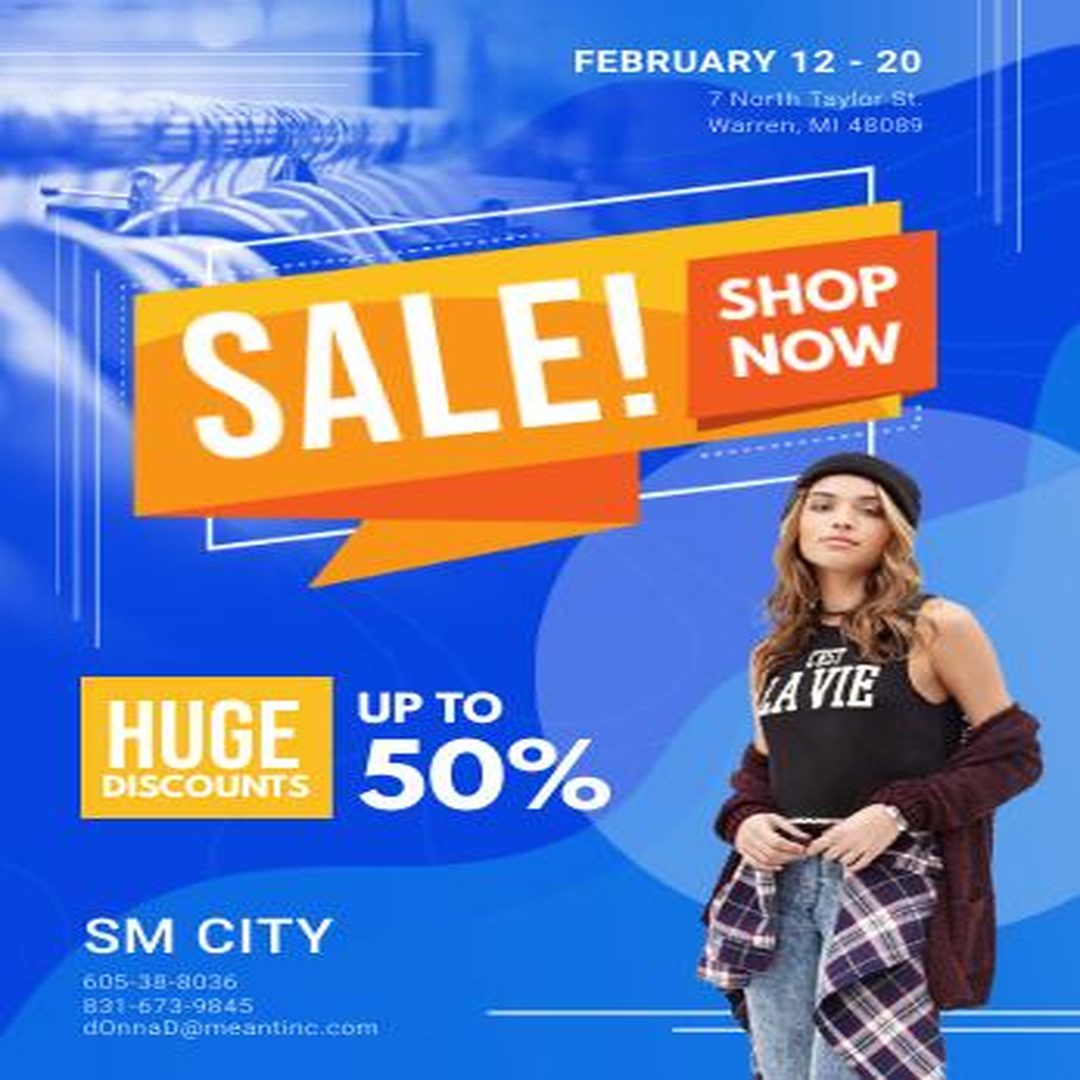 FEBRUARY 12 - 20
7 North Taylor St.
Warren, MI 48089
SALE!
SHOP
NOW
C'EST
LA VIE
HUGE
DISCOUNTS
UP TO
50%
SM CITY
605-38-8036
831-673-9845
dOnnaD@meantinc.com